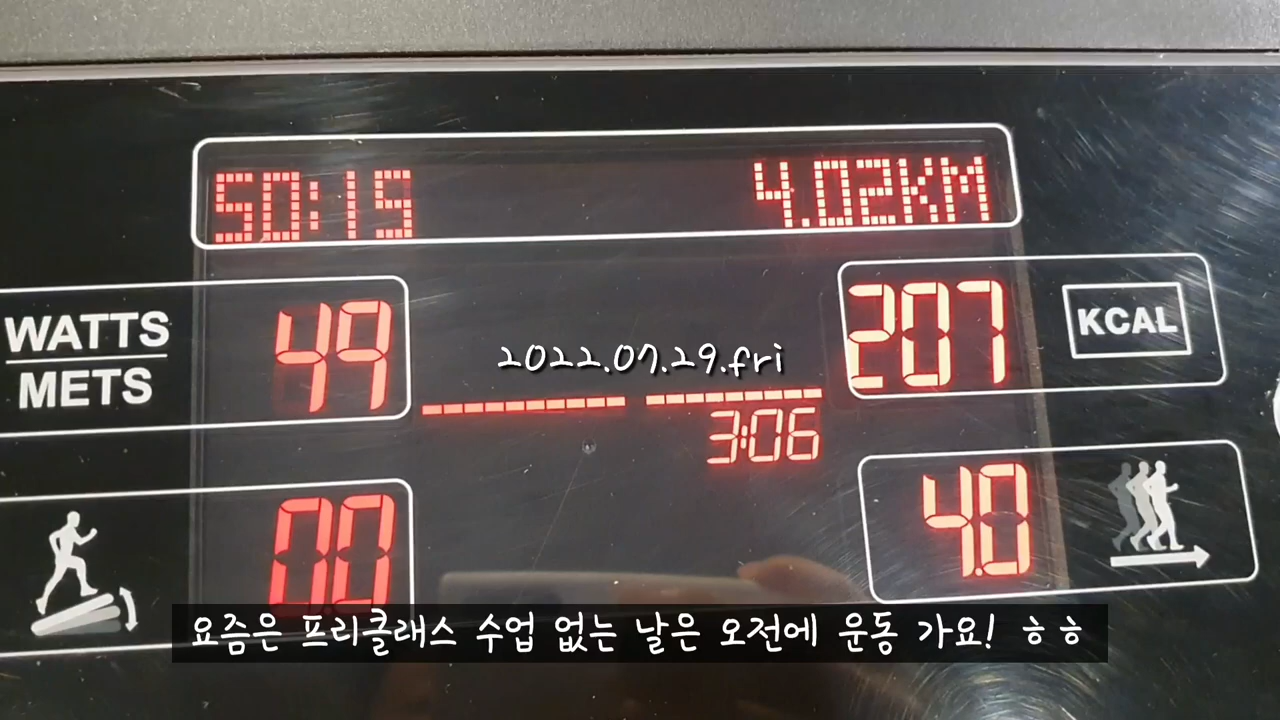 50:15 4.02KM
WATTS
METS
49
207
KCAL
2022.07.29.fri
3:06
00
4.0
요즘은 프리클래스 수업 없는 날은 오전에 운동 가요! ㅎㅎ